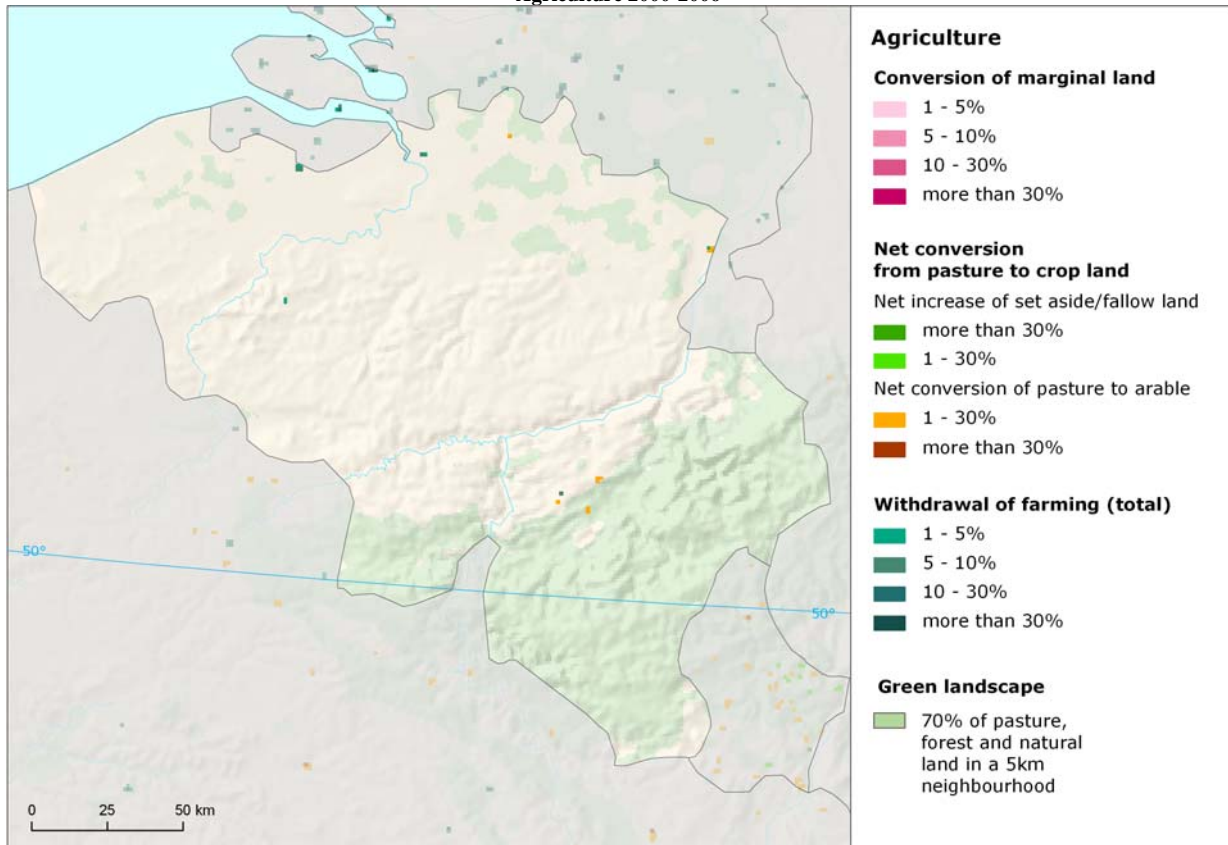 Agriculture 2000-2006
Agriculture
Conversion of marginal land
1 - 5%
5 - 10%
10 - 30%
more than 30%
Net conversion
from pasture to crop land
Net increase of set aside/fallow land
more than 30%
1 - 30%
Net conversion of pasture to arable
1 - 30%
more than 30%
Withdrawal of farming (total)
1 - 5%
5 - 10%
10 - 30%
more than 30%
Green landscape
70% of pasture,
forest and natural
land in a 5km
neighbourhood
50°
50°
0 25 50 km